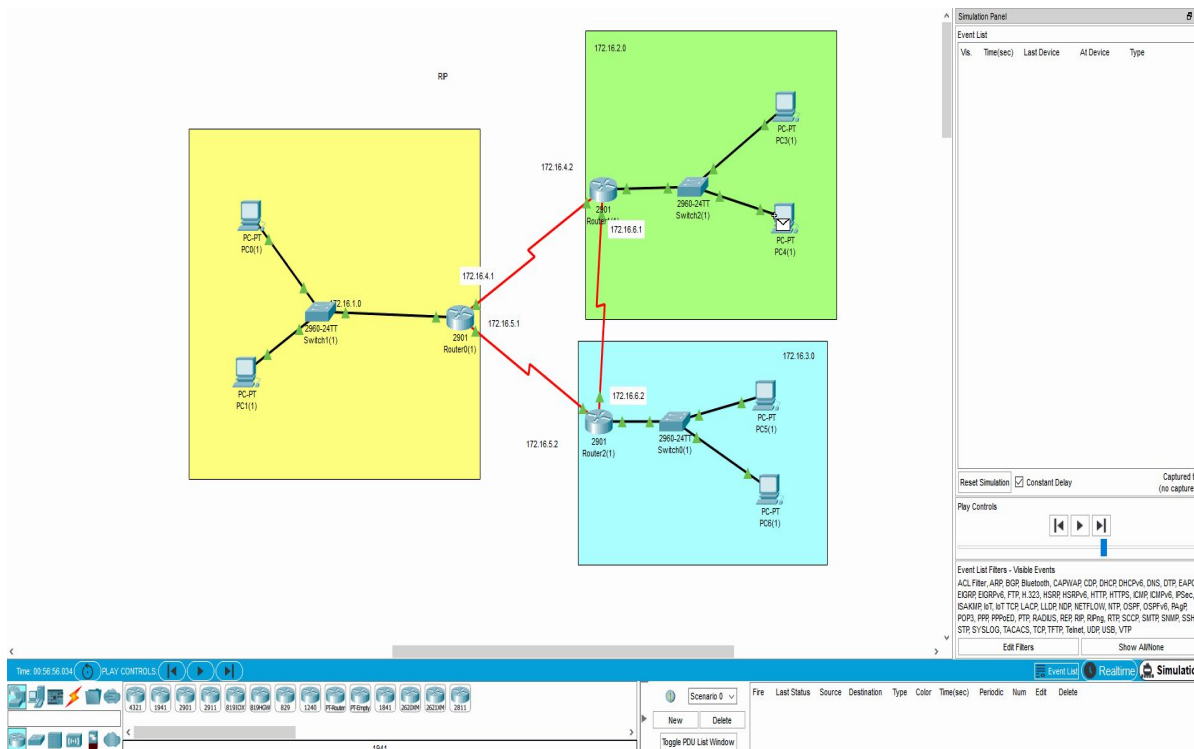 Simulation Panel
Event List
Vis. Time(sec) Last Device At Device Type
172.16.2.0
RIP
PC-PT
PC3(1)
172.16.4.2
2901
2960-24TT
Switch2(1)
172.16.6.1
PC-PT
PC4(1)
PC-PT
PC0(1)
172.16.4.1
172.16.1.0
172.16.5.1
2960-24TT
Switch1(1)
2901
Router0(1)
PC-PT
PC1(1)
172.16.3.0
172.16.6.2
172.16.5.2
2901
Router2(1)
2960-24TT
Switch0(1)
PC-PT
PC5(1)
PC-PT
PC6(1)
Reset Simulation Constant Delay Captured t
(no capture
Play Controls
Event List Filters - Visible Events
ACL Filter, ARP, BGP, Bluetooth, CAPWAP, CDP, DHCP, DHCPv6, DNS, DTP, EAPO
EIGRP, EIGRPv6, FTP, H.323, HSRP, HSRPv6, HTTP, HTTPS, ICMP, ICMPv6, IPSec,
ISAKMP, IoT, IoT TCP, LACP, LLDP, NDP, NETFLOW, NTP, OSPF, OSPFv6, PAgP,
POP3, PPP, PPPoED, PTP, RADIUS, REP, RIP, RIPng, RTP, SCCP, SMTP, SNMP, SSH
STP, SYSLOG, TACACS, TCP, TFTP, Telnet, UDP, USB, VTP
Edit Filters Show All/None
Time: 00:56:56.034 PLAY CONTROLS: Event List Realtime Simulatio
4321 1941 2901 2911 819IOX 819HGW 829 1240 PT-Router PT-Empty 1841 2620XM 2621XM 2811
1941
Scenario 0
New Delete
Toggle PDU List Window
Fire Last Status Source Destination Type Color Time(sec) Periodic Num Edit Delete